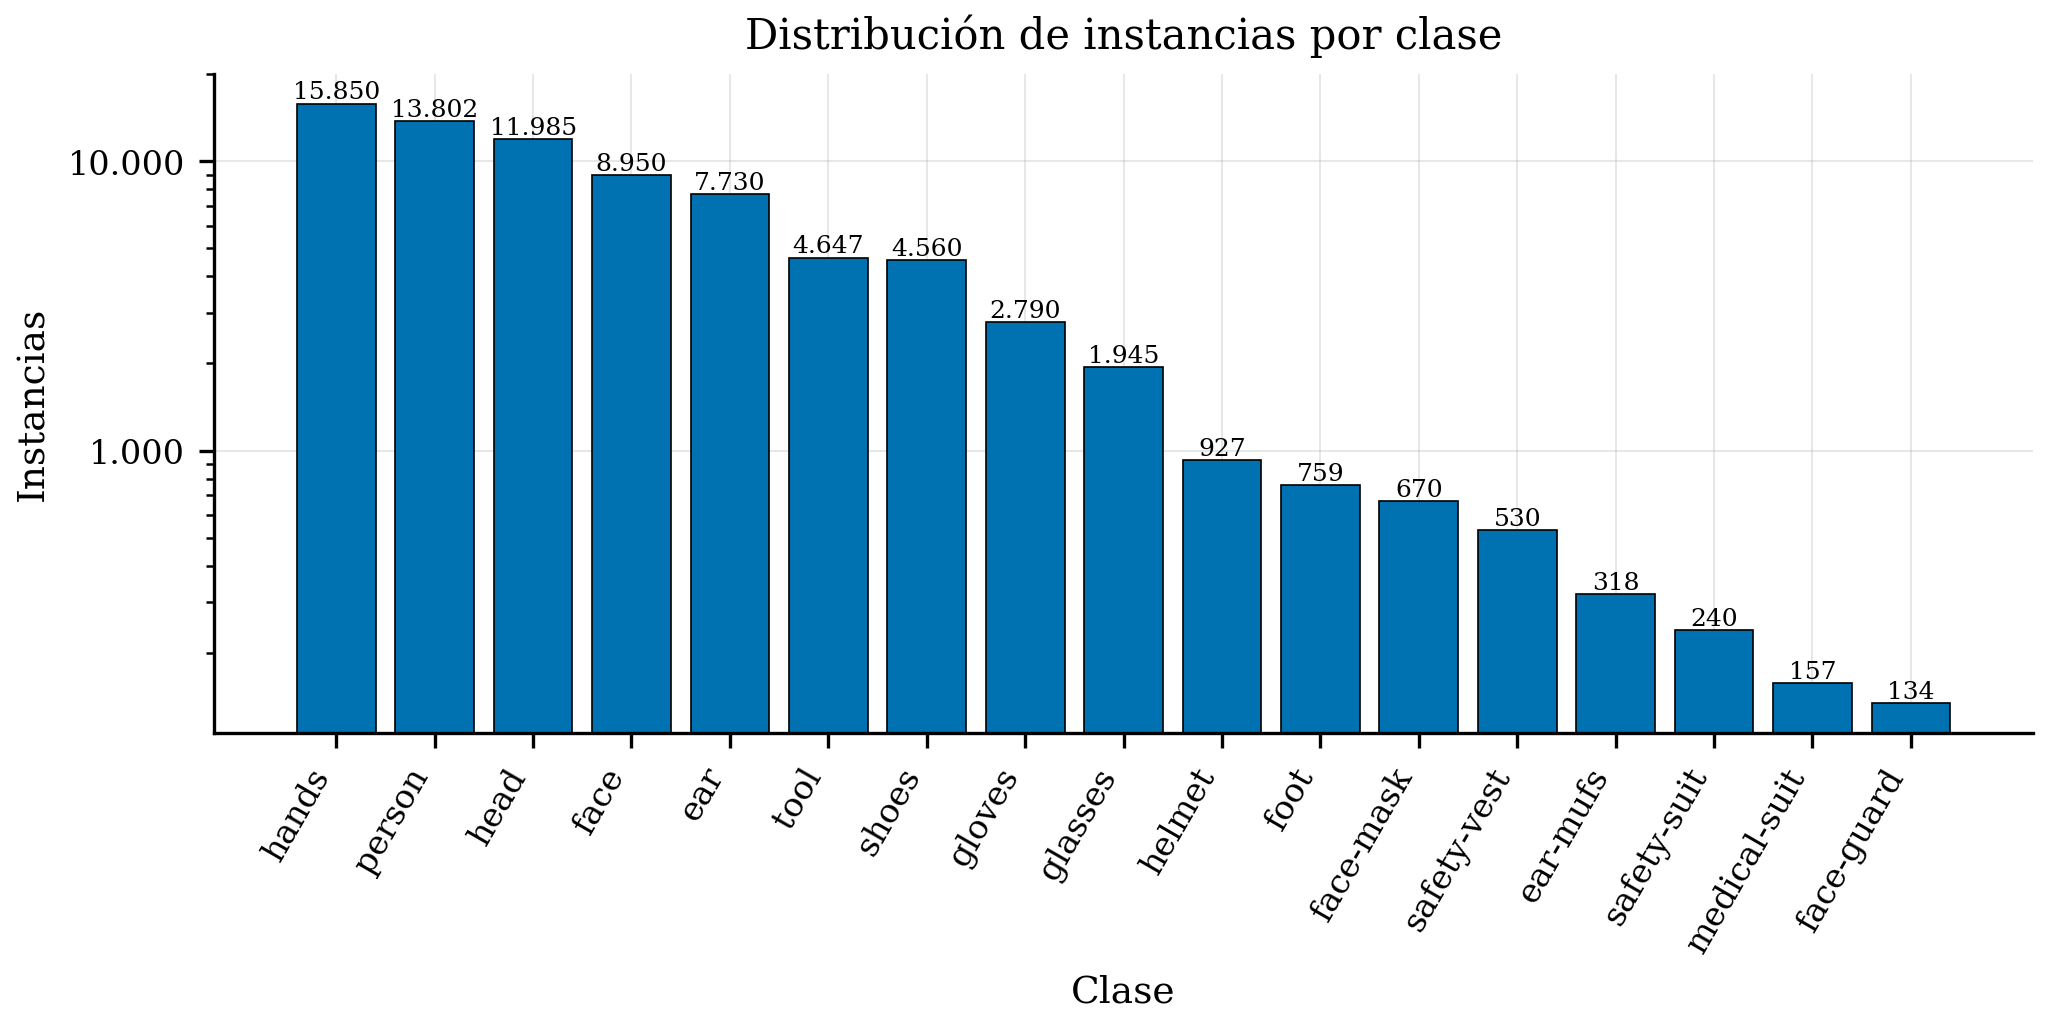 Distribución de instancias por clase
15.850
13.802
11.985
8.950
7.730
4.647
4.560
2.790
1.945
927
759
670
530
318
240
157
134
10.000
1.000
Instancias
hands
person
head
face
ear
tool
shoes
gloves
glasses
helmet
foot
face-mask
safety-vest
ear-mufs
safety-suit
medical-suit
face-guard
Clase